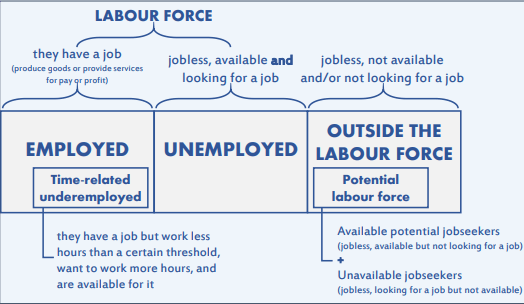 LABOUR FORCE
they have a job
(produce goods or provide services
for pay or profit)
jobless, available and
looking for a job
jobless, not available
and/or not looking for a job
EMPLOYED
UNEMPLOYED
OUTSIDE THE
LABOUR FORCE
Time-related
underemployed
Potential
labour force
they have a job but work less
hours than a certain threshold,
want to work more hours, and
are available for it
Available potential jobseekers
(jobless, available but not looking for a job)
+
Unavailable jobseekers
(jobless, looking for a job but not available)